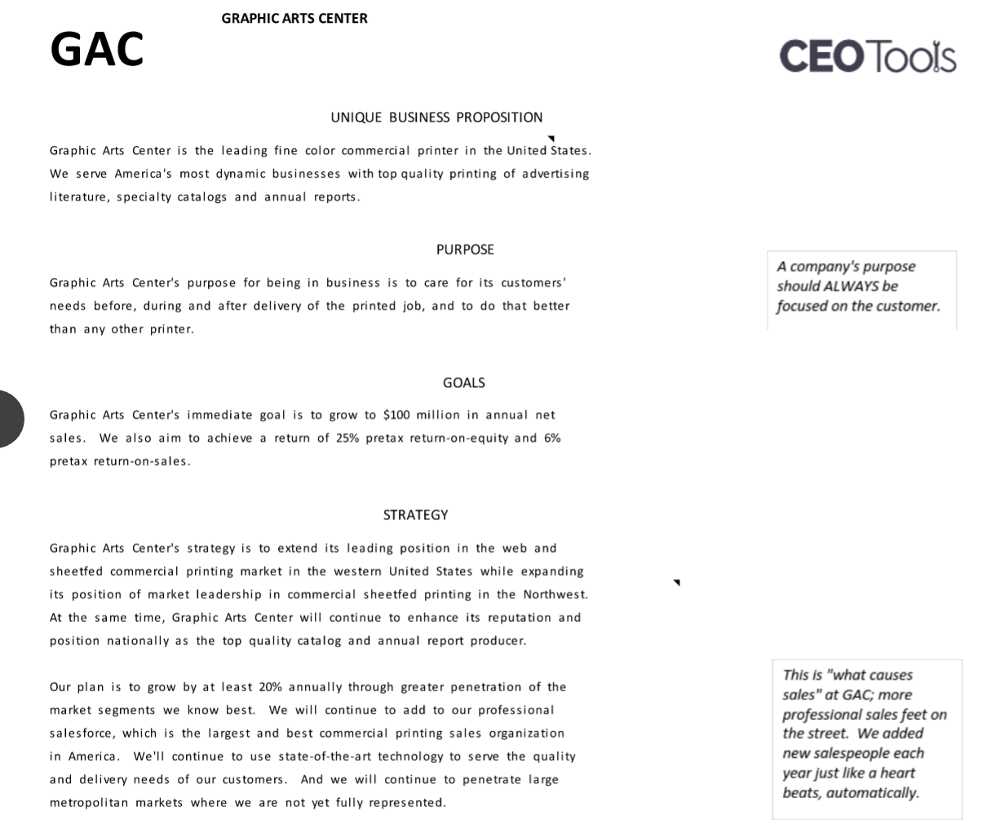 GRAPHIC ARTS CENTER
GAC
CEOTools
UNIQUE BUSINESS PROPOSITION
Graphic Arts Center is the leading fine color commercial printer in the United States.
We serve America's most dynamic businesses with top quality printing of advertising
literature, specialty catalogs and annual reports.
PURPOSE
Graphic Arts Center's purpose for being in business is to care for its customers'
needs before, during and after delivery of the printed job, and to do that better
than any other printer.
A company's purpose
should ALWAYS be
focused on the customer.
GOALS
Graphic Arts Center's immediate goal is to grow to $100 million in annual net
sales. We also aim to achieve a return of 25% pretax return-on-equity and 6%
pretax return-on-sales.
STRATEGY
Graphic Arts Center's strategy is to extend its leading position in the web and
sheetfed commercial printing market in the western United States while expanding
its position of market leadership in commercial sheetfed printing in the Northwest.
At the same time, Graphic Arts Center will continue to enhance its reputation and
position nationally as the top quality catalog and annual report producer.
Our plan is to grow by at least 20% annually through greater penetration of the
market segments we know best. We will continue to add to our professional
salesforce, which is the largest and best commercial printing sales organization
in America. We'll continue to use state-of-the-art technology to serve the quality
and delivery needs of our customers. And we will continue to penetrate large
metropolitan markets where we are not yet fully represented.
This is "what causes
sales" at GAC; more
professional sales feet on
the street. We added
new salespeople each
year just like a heart
beats, automatically.